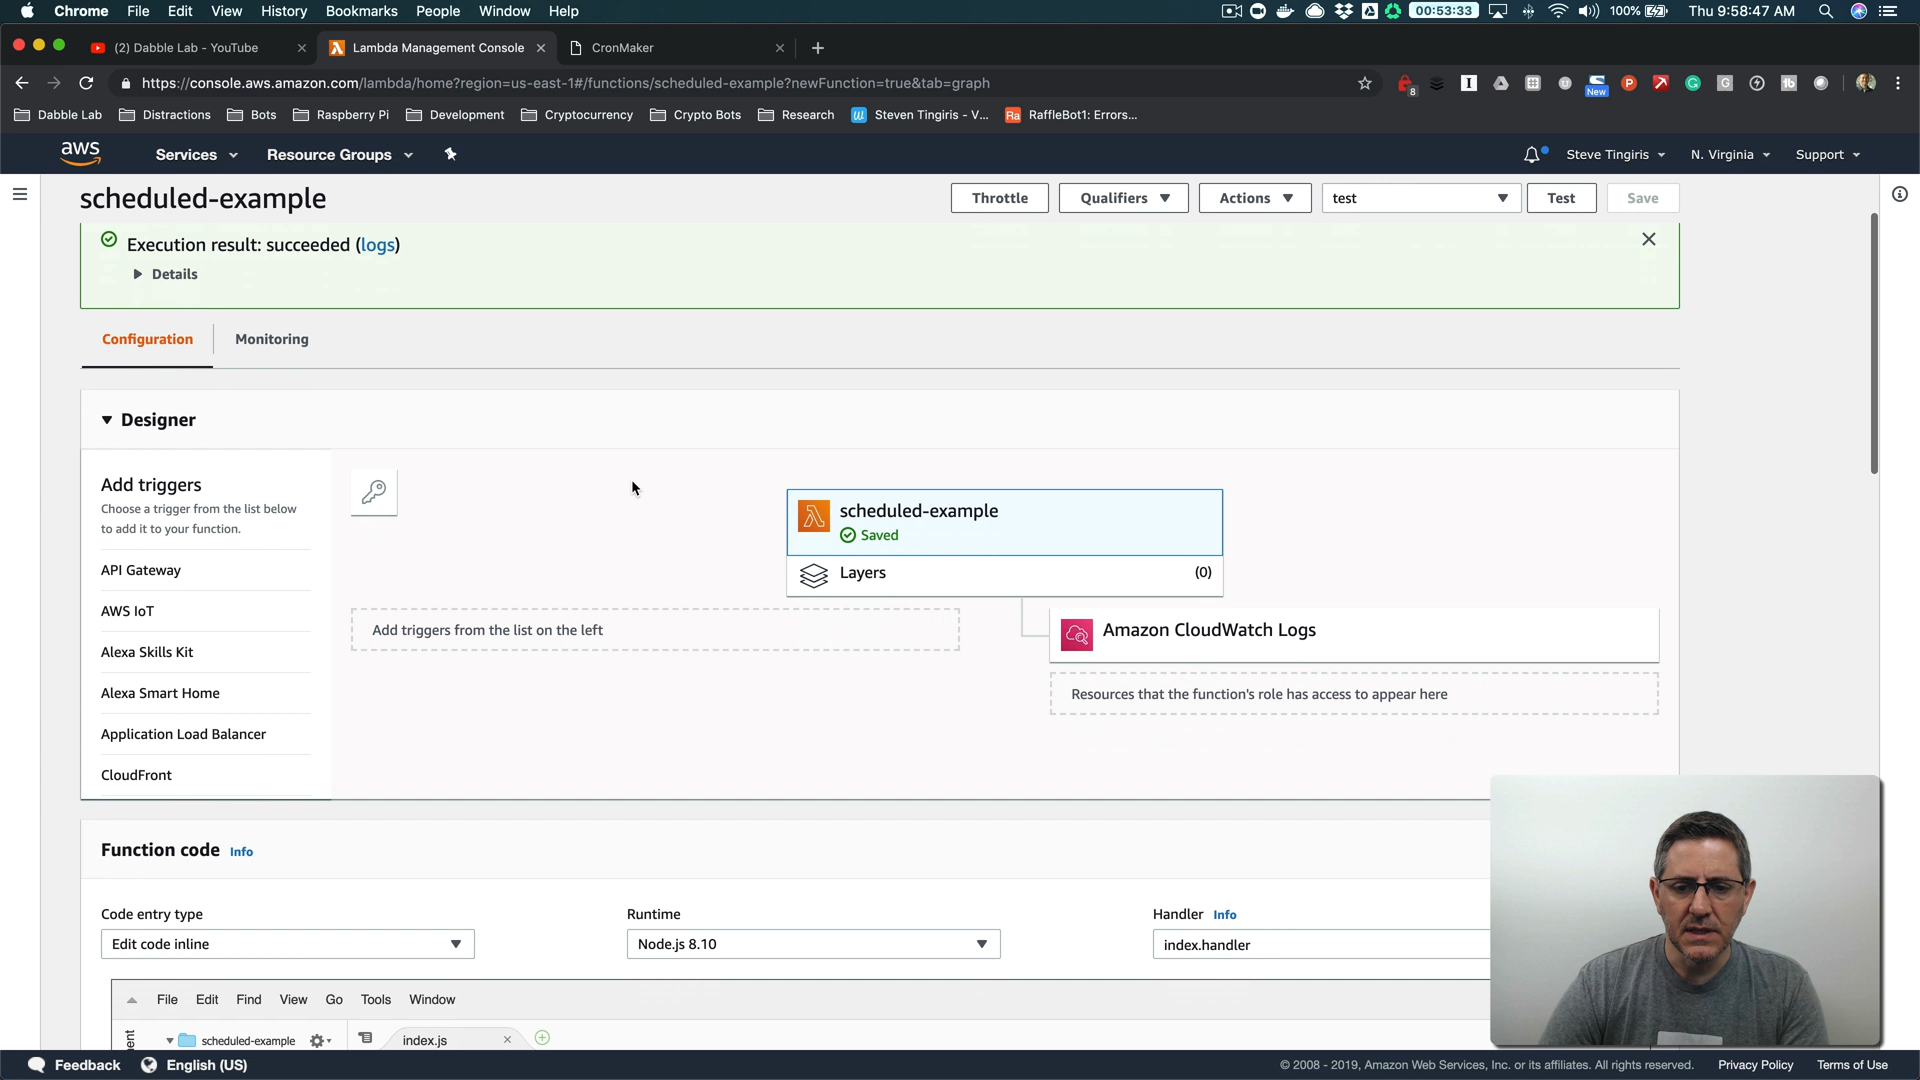 Chrome File Edit View History Bookmarks People Window Help 00:53:33 100% Thu 9:58:47 AM
(2) Dabble Lab - YouTube Lambda Management Console CronMaker
https://console.aws.amazon.com/lambda/home?region=us-east-1#/functions/scheduled-example?newFunction=true&tab=graph 8 New
Dabble Lab Distractions Bots Raspberry Pi Development Cryptocurrency Crypto Bots Research Steven Tingiris - V... RaffleBot1: Errors...
aws Services Resource Groups Steve Tingiris N. Virginia Support
scheduled-example Throttle Qualifiers Actions test Test Save
Execution result: succeeded (logs)
Details
Configuration Monitoring
Designer
Add triggers
Choose a trigger from the list below
to add it to your function.
API Gateway
AWS IoT
Alexa Skills Kit
Alexa Smart Home
Application Load Balancer
CloudFront
scheduled-example
Saved
Layers (0)
Add triggers from the list on the left
Amazon CloudWatch Logs
Resources that the function's role has access to appear here
Function code Info
Code entry type Runtime Handler Info
Edit code inline Node.js 8.10 index.handler
File Edit Find View Go Tools Window
scheduled-example index.js
Feedback English (US) © 2008 - 2019, Amazon Web Services, Inc. or its affiliates. All rights reserved. Privacy Policy Terms of Use